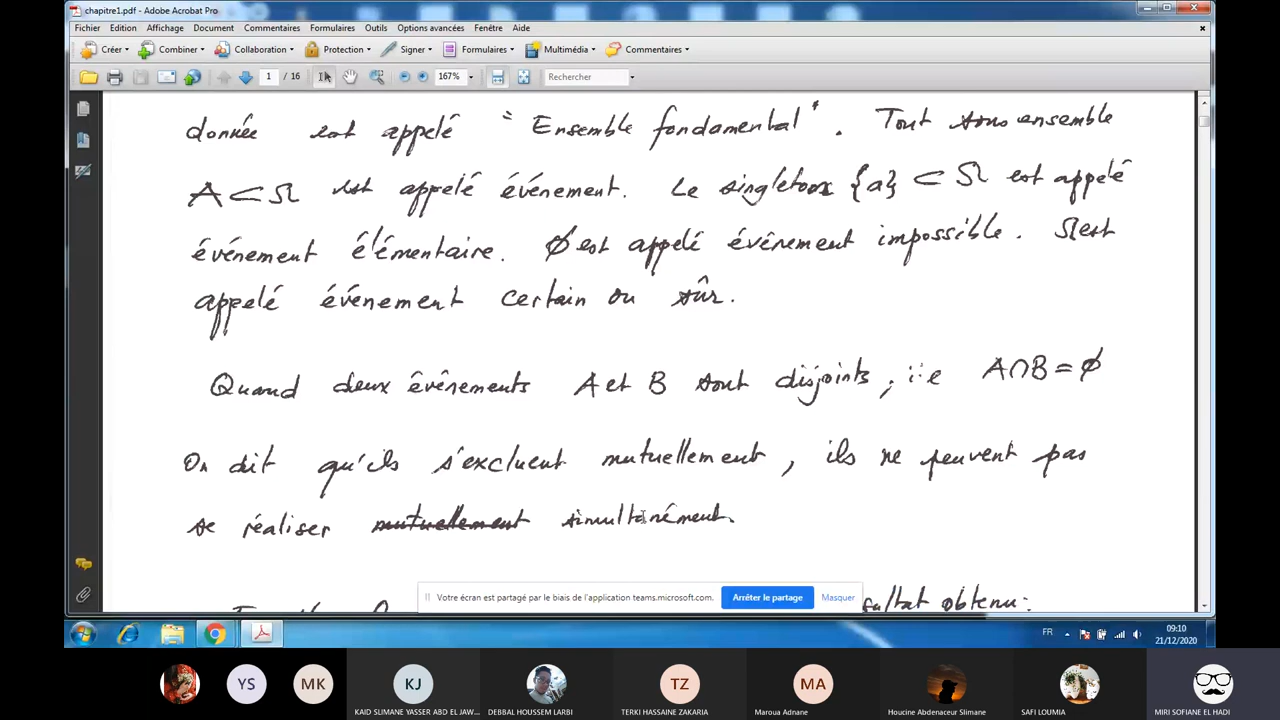 chapitre1.pdf - Adobe Acrobat Pro
Fichier Edition Affichage Document Commentaires Formulaires Outils Options avancées Fenêtre Aide
Créer Combiner Collaboration Protection Signer Formulaires Multimédia Commentaires
1 / 16 167% Rechercher
donnée est appelé "Ensemble fondamental". Tout sous ensemble
A ⊂ Ω est appelé événement. Le singleton {a} ⊂ Ω est appelé
événement élémentaire. ∅ est appelé événement impossible. Ω est
appelé événement certain ou sûr.
Quand deux événements A et B sont disjoints, i.e A∩B = ∅
On dit qu'ils s'excluent mutuellement, ils ne peuvent pas
se réaliser mutuellement simultanément.
résultat obtenu:
Votre écran est partagé par le biais de l'application teams.microsoft.com. Arrêter le partage Masquer
FR 09:10
21/12/2020
YS MK KJ TZ MA
KAID SLIMANE YASSER ABD EL JAW... DEBBAL HOUSSEM LARBI TERKI HASSAINE ZAKARIA Maroua Adnane Houcine Abdenaceur Slimane SAFI LOUMIA MIRI SOFIANE EL HADI